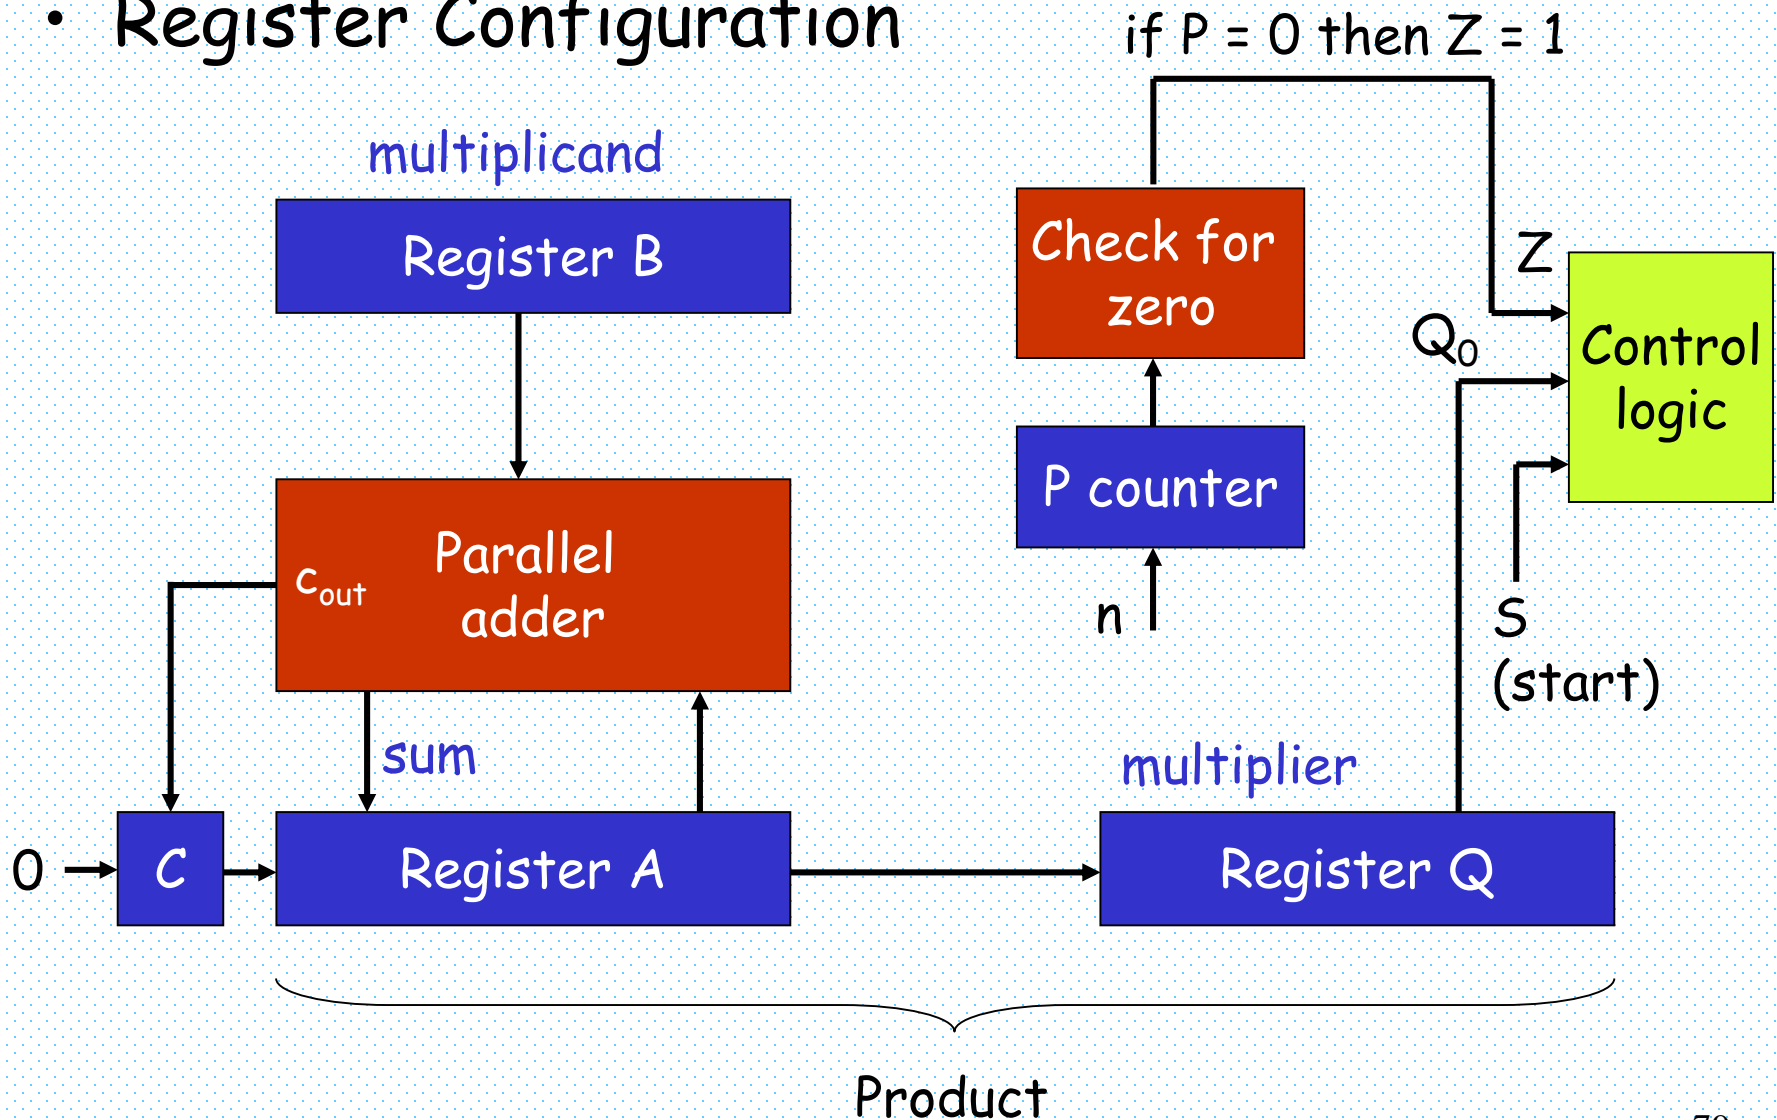 • Register Configuration
if P = 0 then Z = 1
multiplicand
Register B
Check for
zero
Z
Q0
Control
logic
P counter
n
S
(start)
Parallel
adder
cout
sum
multiplier
0
C
Register A
Register Q
Product